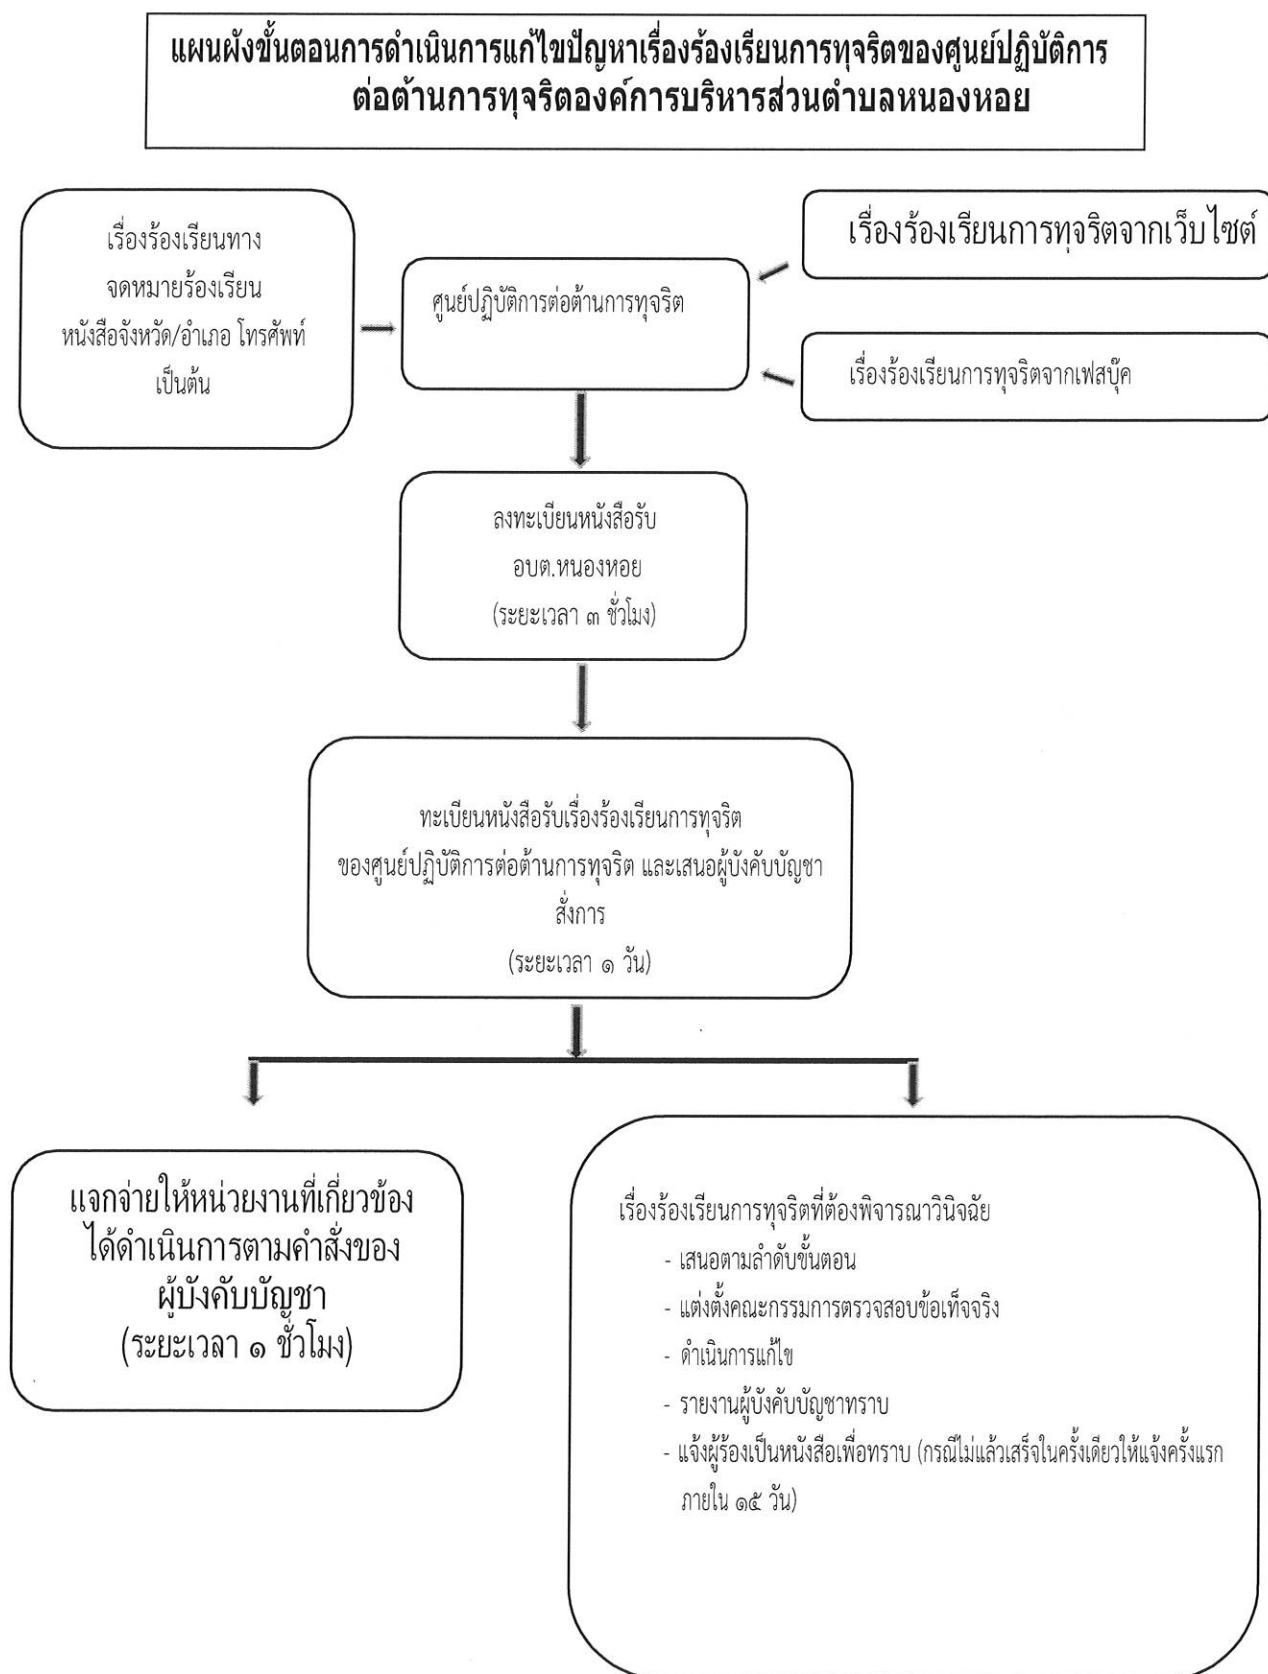 แผนผังขั้นตอนการดำเนินการแก้ไขปัญหาเรื่องร้องเรียนการทุจริตของศูนย์ปฏิบัติการ
ต่อต้านการทุจริตองค์การบริหารส่วนตำบลหนองหอย
เรื่องร้องเรียนทาง
จดหมายร้องเรียน
หนังสือจังหวัด/อำเภอ โทรศัพท์
เป็นต้น
ศูนย์ปฏิบัติการต่อต้านการทุจริต
เรื่องร้องเรียนการทุจริตจากเว็บไซต์
เรื่องร้องเรียนการทุจริตจากเฟสบุ๊ค
ลงทะเบียนหนังสือรับ
อบต.หนองหอย
(ระยะเวลา ๓ ชั่วโมง)
ทะเบียนหนังสือรับเรื่องร้องเรียนการทุจริต
ของศูนย์ปฏิบัติการต่อต้านการทุจริต และเสนอผู้บังคับบัญชา
สั่งการ
(ระยะเวลา ๑ วัน)
แจกจ่ายให้หน่วยงานที่เกี่ยวข้อง
ได้ดำเนินการตามคำสั่งของ
ผู้บังคับบัญชา
(ระยะเวลา ๑ ชั่วโมง)
เรื่องร้องเรียนการทุจริตที่ต้องพิจารณาวินิจฉัย
- เสนอตามลำดับขั้นตอน
- แต่งตั้งคณะกรรมการตรวจสอบข้อเท็จจริง
- ดำเนินการแก้ไข
- รายงานผู้บังคับบัญชาทราบ
- แจ้งผู้ร้องเป็นหนังสือเพื่อทราบ (กรณีไม่แล้วเสร็จในครั้งเดียวให้แจ้งครั้งแรก
ภายใน ๑๕ วัน)